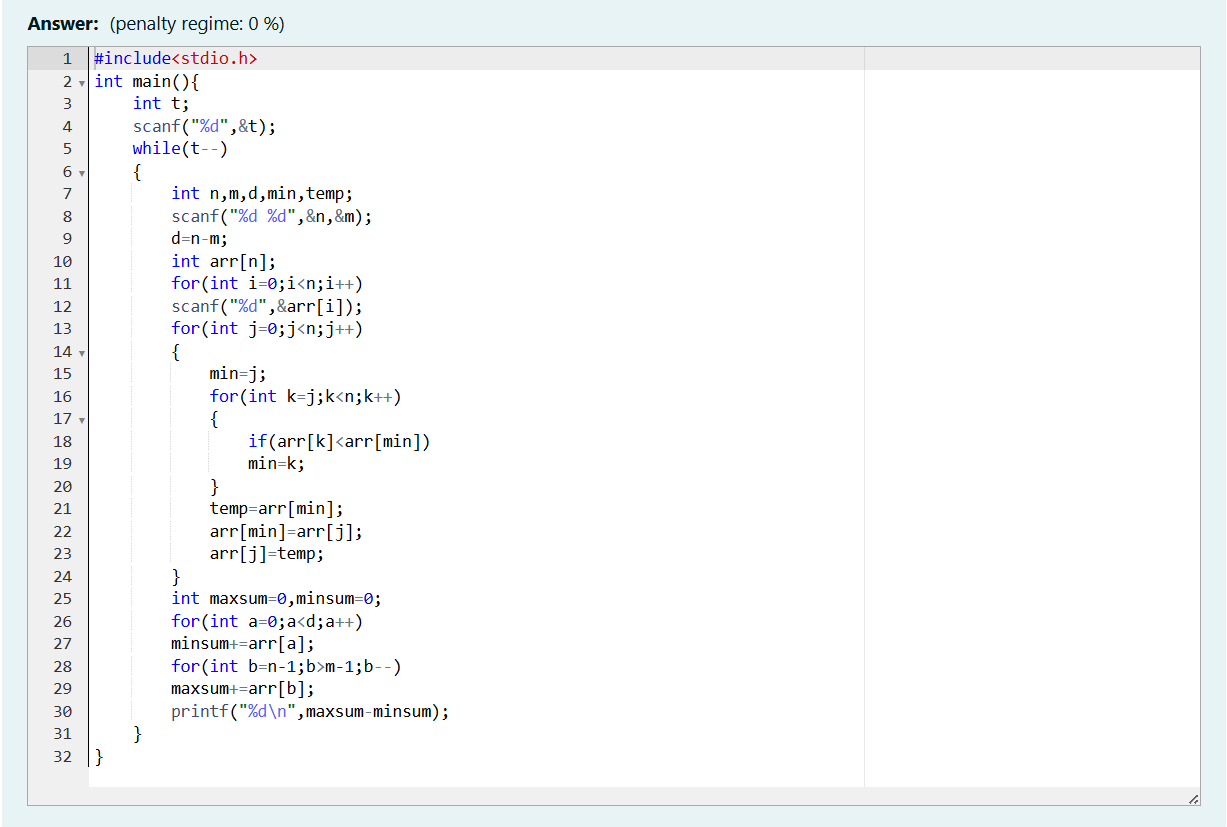 Answer: (penalty regime: 0 %)
1 #include<stdio.h>
2 int main(){
3     int t;
4     scanf("%d",&t);
5     while(t--)
6     {
7         int n,m,d,min,temp;
8         scanf("%d %d",&n,&m);
9         d=n-m;
10         int arr[n];
11         for(int i=0;i<n;i++)
12         scanf("%d",&arr[i]);
13         for(int j=0;j<n;j++)
14         {
15             min=j;
16             for(int k=j;k<n;k++)
17             {
18                 if(arr[k]<arr[min])
19                 min=k;
20             }
21             temp=arr[min];
22             arr[min]=arr[j];
23             arr[j]=temp;
24         }
25         int maxsum=0,minsum=0;
26         for(int a=0;a<d;a++)
27         minsum+=arr[a];
28         for(int b=n-1;b>m-1;b--)
29         maxsum+=arr[b];
30         printf("%d\n",maxsum-minsum);
31     }
32 }